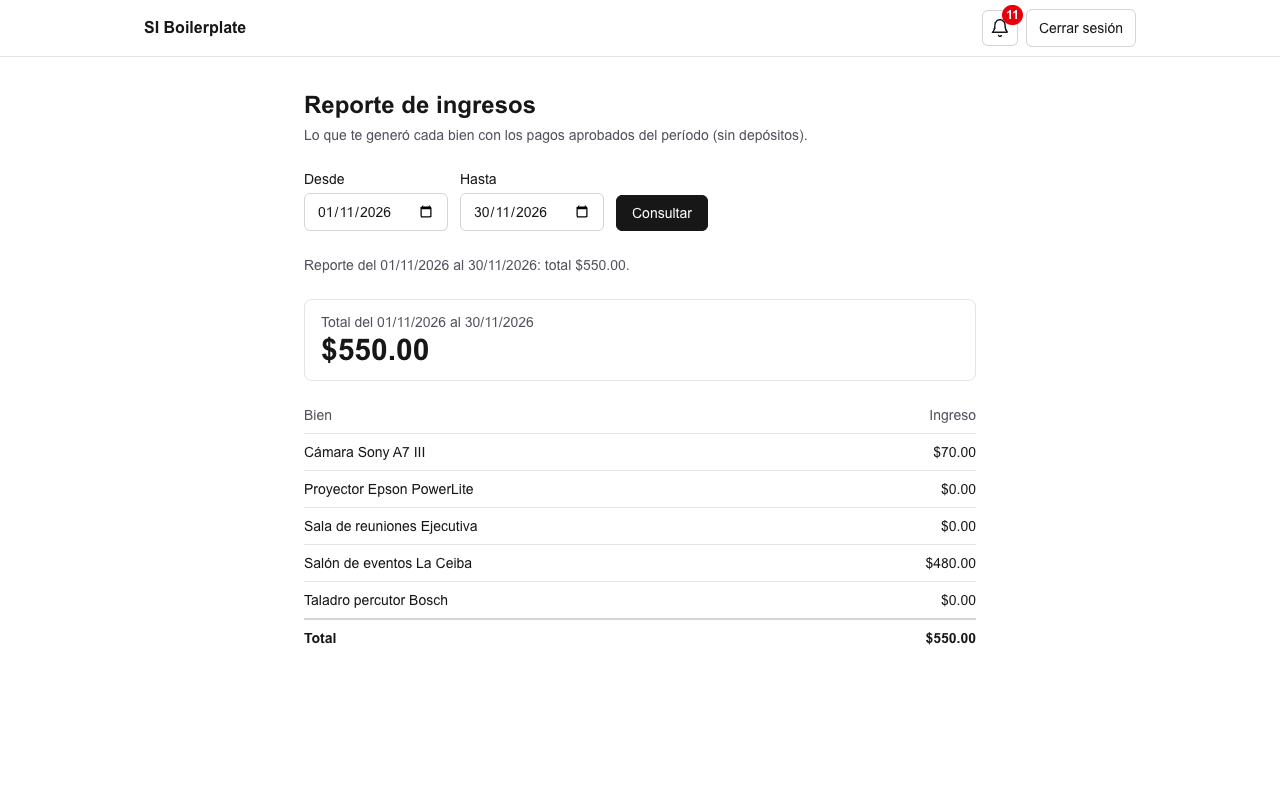 SI Boilerplate
11
Cerrar sesión
Reporte de ingresos
Lo que te generó cada bien con los pagos aprobados del período (sin depósitos).
Desde Hasta
01/11/2026 30/11/2026 Consultar
Reporte del 01/11/2026 al 30/11/2026: total $550.00.
Total del 01/11/2026 al 30/11/2026
$550.00
Bien Ingreso
Cámara Sony A7 III $70.00
Proyector Epson PowerLite $0.00
Sala de reuniones Ejecutiva $0.00
Salón de eventos La Ceiba $480.00
Taladro percutor Bosch $0.00
Total $550.00